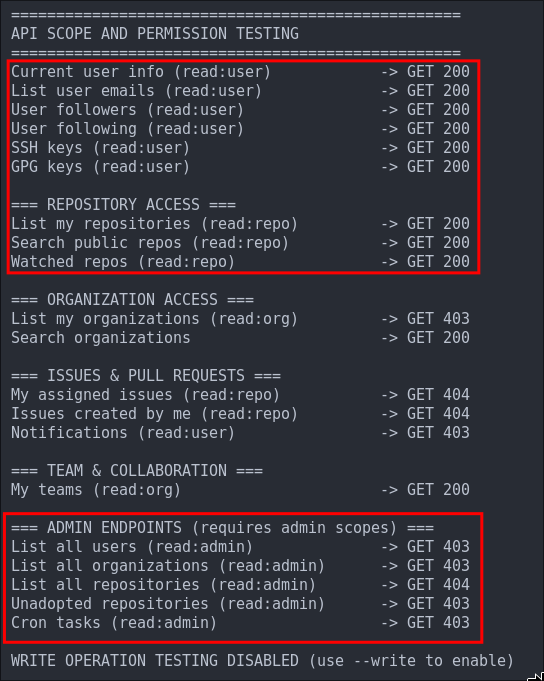 ==================================================
API SCOPE AND PERMISSION TESTING
==================================================
Current user info (read:user) -> GET 200
List user emails (read:user) -> GET 200
User followers (read:user) -> GET 200
User following (read:user) -> GET 200
SSH keys (read:user) -> GET 200
GPG keys (read:user) -> GET 200
=== REPOSITORY ACCESS ===
List my repositories (read:repo) -> GET 200
Search public repos (read:repo) -> GET 200
Watched repos (read:repo) -> GET 200
=== ORGANIZATION ACCESS ===
List my organizations (read:org) -> GET 403
Search organizations -> GET 200
=== ISSUES & PULL REQUESTS ===
My assigned issues (read:repo) -> GET 404
Issues created by me (read:repo) -> GET 404
Notifications (read:user) -> GET 403
=== TEAM & COLLABORATION ===
My teams (read:org) -> GET 200
=== ADMIN ENDPOINTS (requires admin scopes) ===
List all users (read:admin) -> GET 403
List all organizations (read:admin) -> GET 403
List all repositories (read:admin) -> GET 404
Unadopted repositories (read:admin) -> GET 403
Cron tasks (read:admin) -> GET 403
WRITE OPERATION TESTING DISABLED (use --write to enable)